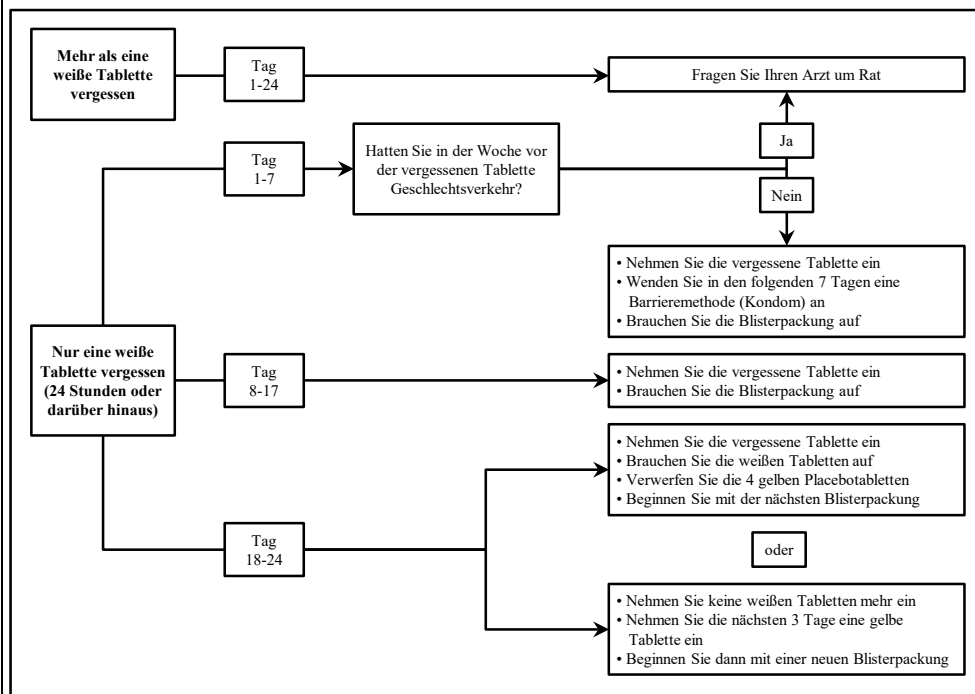 Mehr als eine
weiße Tablette
vergessen
Tag
1-24
Fragen Sie Ihren Arzt um Rat
Tag
1-7
Hatten Sie in der Woche vor
der vergessenen Tablette
Geschlechtsverkehr?
Ja
Nein
• Nehmen Sie die vergessene Tablette ein
• Wenden Sie in den folgenden 7 Tagen eine
Barrieremethode (Kondom) an
• Brauchen Sie die Blisterpackung auf
Nur eine weiße
Tablette vergessen
(24 Stunden oder
darüber hinaus)
Tag
8-17
• Nehmen Sie die vergessene Tablette ein
• Brauchen Sie die Blisterpackung auf
Tag
18-24
• Nehmen Sie die vergessene Tablette ein
• Brauchen Sie die weißen Tabletten auf
• Verwerfen Sie die 4 gelben Placebotabletten
• Beginnen Sie mit der nächsten Blisterpackung
oder
• Nehmen Sie keine weißen Tabletten mehr ein
• Nehmen Sie die nächsten 3 Tage eine gelbe
Tablette ein
• Beginnen Sie dann mit einer neuen Blisterpackung